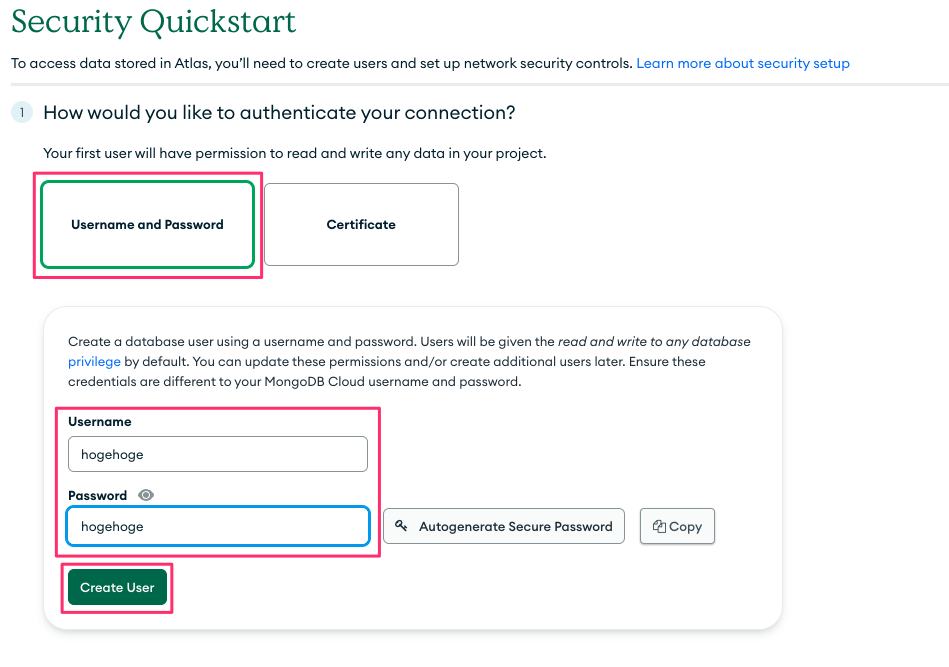 Security Quickstart
To access data stored in Atlas, you’ll need to create users and set up network security controls. Learn more about security setup
1 How would you like to authenticate your connection?
Your first user will have permission to read and write any data in your project.
Username and Password
Certificate
Create a database user using a username and password. Users will be given the read and write to any database
privilege by default. You can update these permissions and/or create additional users later. Ensure these
credentials are different to your MongoDB Cloud username and password.
Username
hogehoge
Password
hogehoge
Autogenerate Secure Password
Copy
Create User